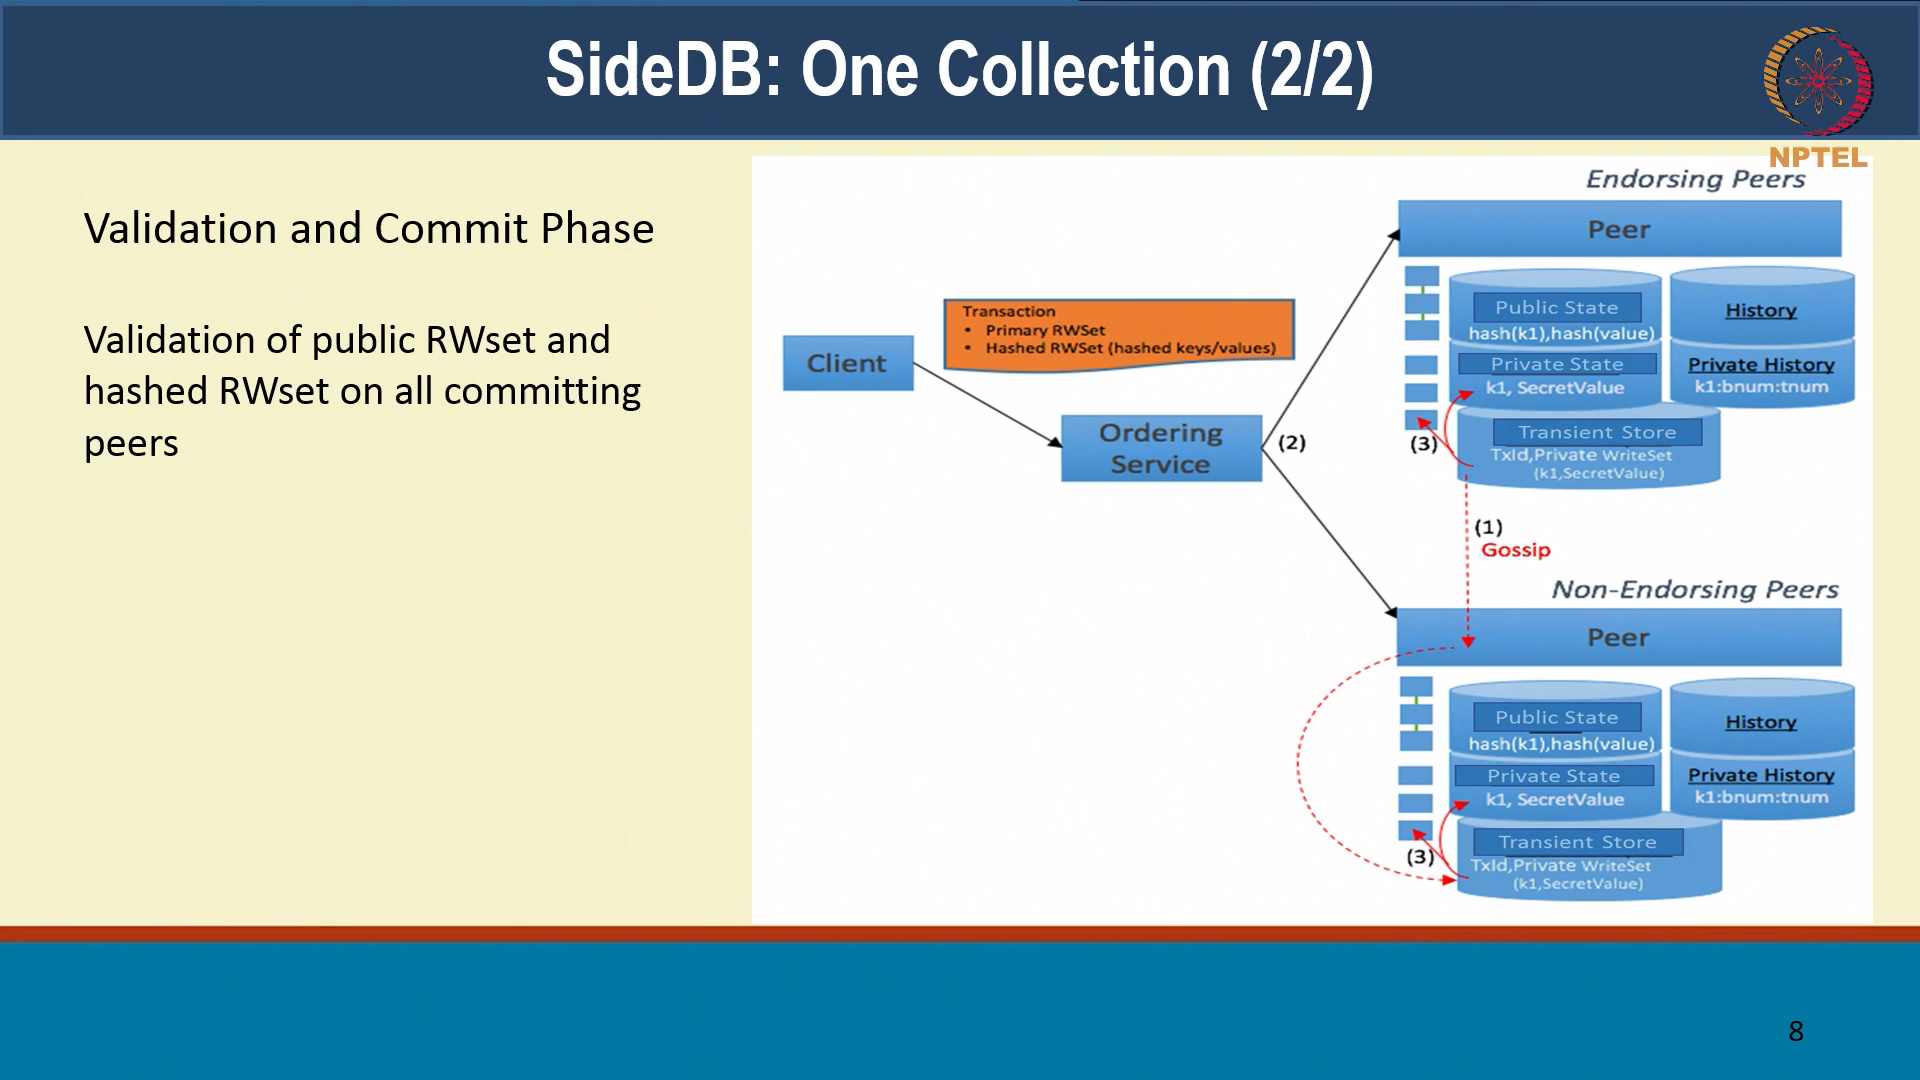 SideDB: One Collection (2/2)
NPTEL
Validation and Commit Phase
Validation of public RWset and
hashed RWset on all committing
peers
Client
Transaction
• Primary RWSet
• Hashed RWSet (hashed keys/values)
Ordering
Service
(2)
Endorsing Peers
Peer
Public State
hash(k1),hash(value)
Private State
k1, SecretValue
History
Private History
k1:bnum:tnum
(3)
Transient Store
TxId,Private WriteSet
(k1,SecretValue)
(1)
Gossip
Non-Endorsing Peers
Peer
Public State
hash(k1),hash(value)
Private State
k1, SecretValue
History
Private History
k1:bnum:tnum
(3)
Transient Store
TxId,Private WriteSet
(k1,SecretValue)
8